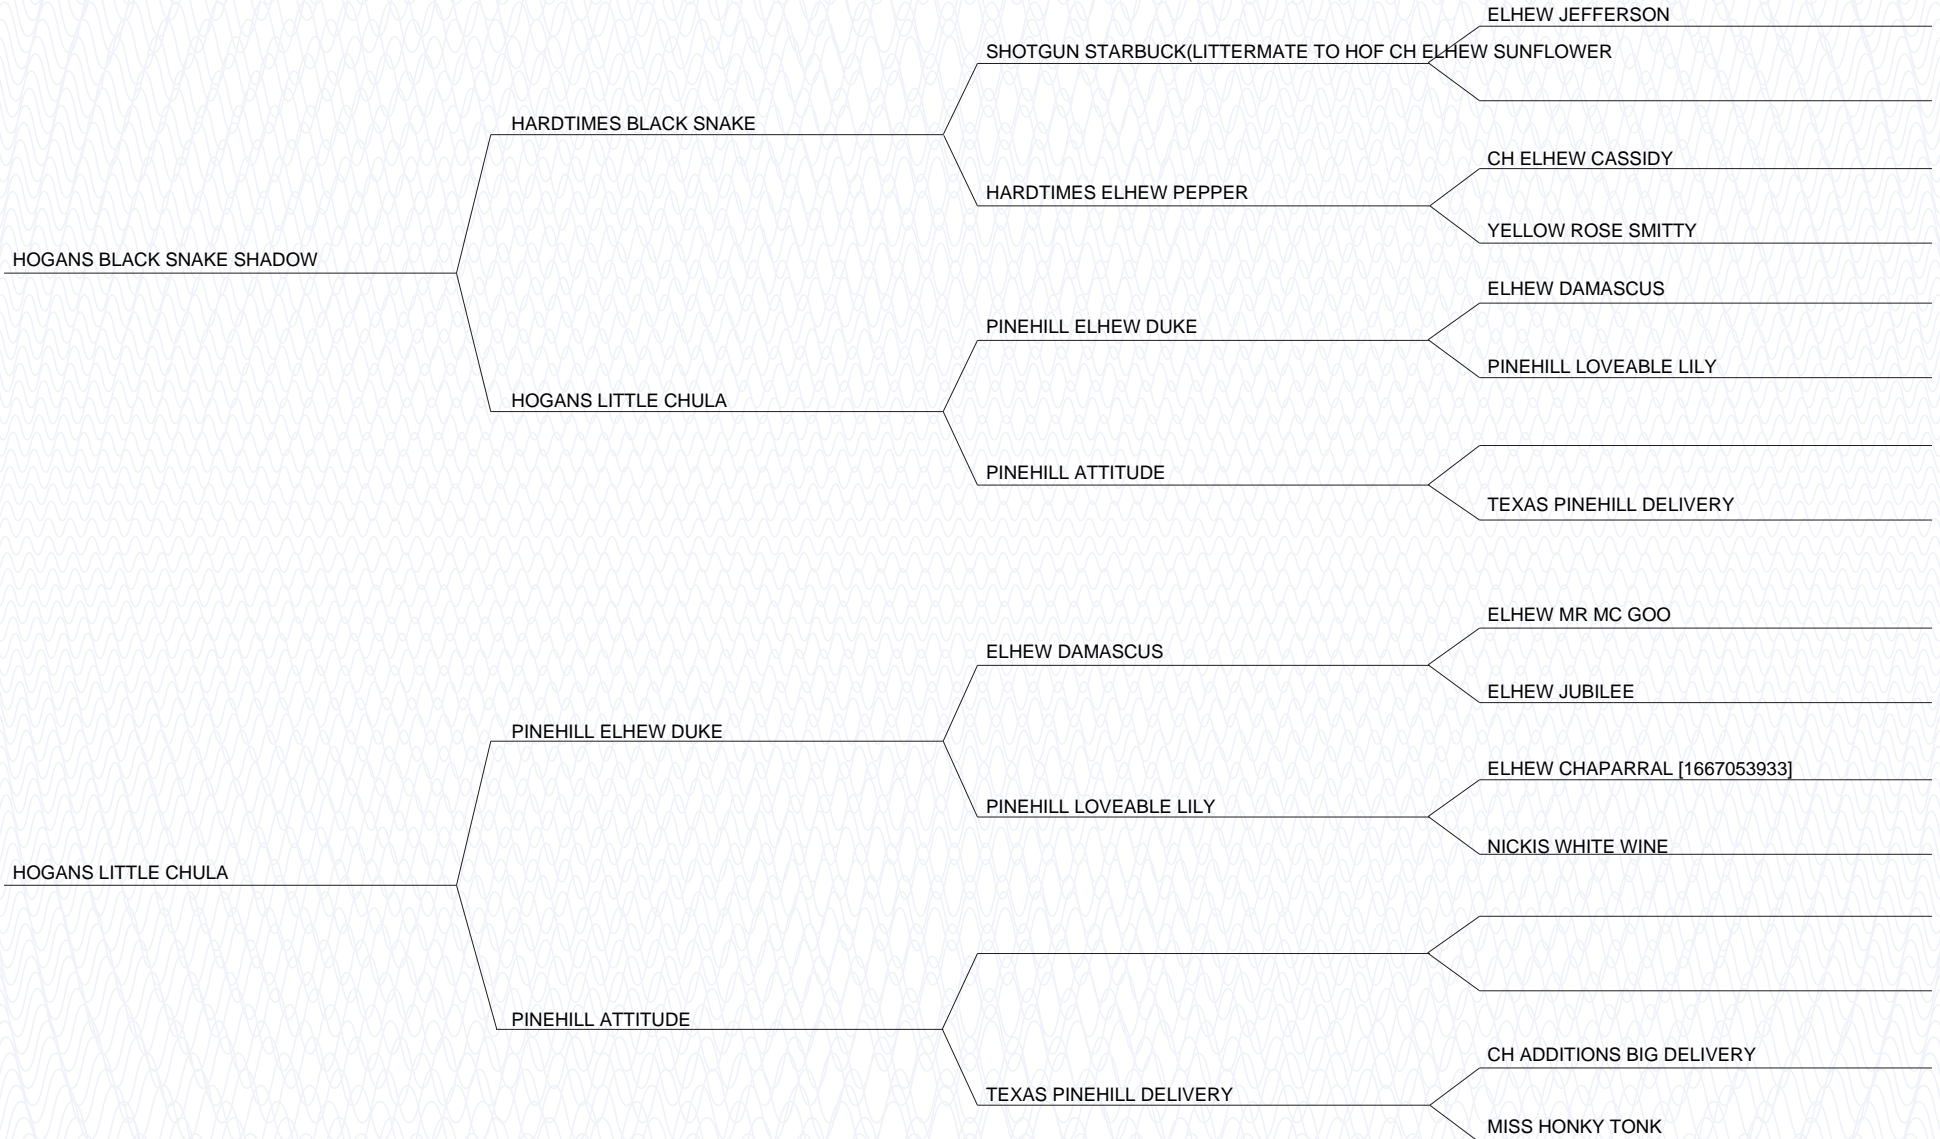 ELHEW JEFFERSON
SHOTGUN STARBUCK(LITTERMATE TO HOF CH ELHEW SUNFLOWER
HARDTIMES BLACK SNAKE
CH ELHEW CASSIDY
HARDTIMES ELHEW PEPPER
YELLOW ROSE SMITTY
HOGANS BLACK SNAKE SHADOW
ELHEW DAMASCUS
PINEHILL ELHEW DUKE
PINEHILL LOVEABLE LILY
HOGANS LITTLE CHULA
PINEHILL ATTITUDE
TEXAS PINEHILL DELIVERY
ELHEW MR MC GOO
ELHEW DAMASCUS
ELHEW JUBILEE
PINEHILL ELHEW DUKE
ELHEW CHAPARRAL [1667053933]
PINEHILL LOVEABLE LILY
NICKIS WHITE WINE
HOGANS LITTLE CHULA
PINEHILL ATTITUDE
CH ADDITIONS BIG DELIVERY
TEXAS PINEHILL DELIVERY
MISS HONKY TONK